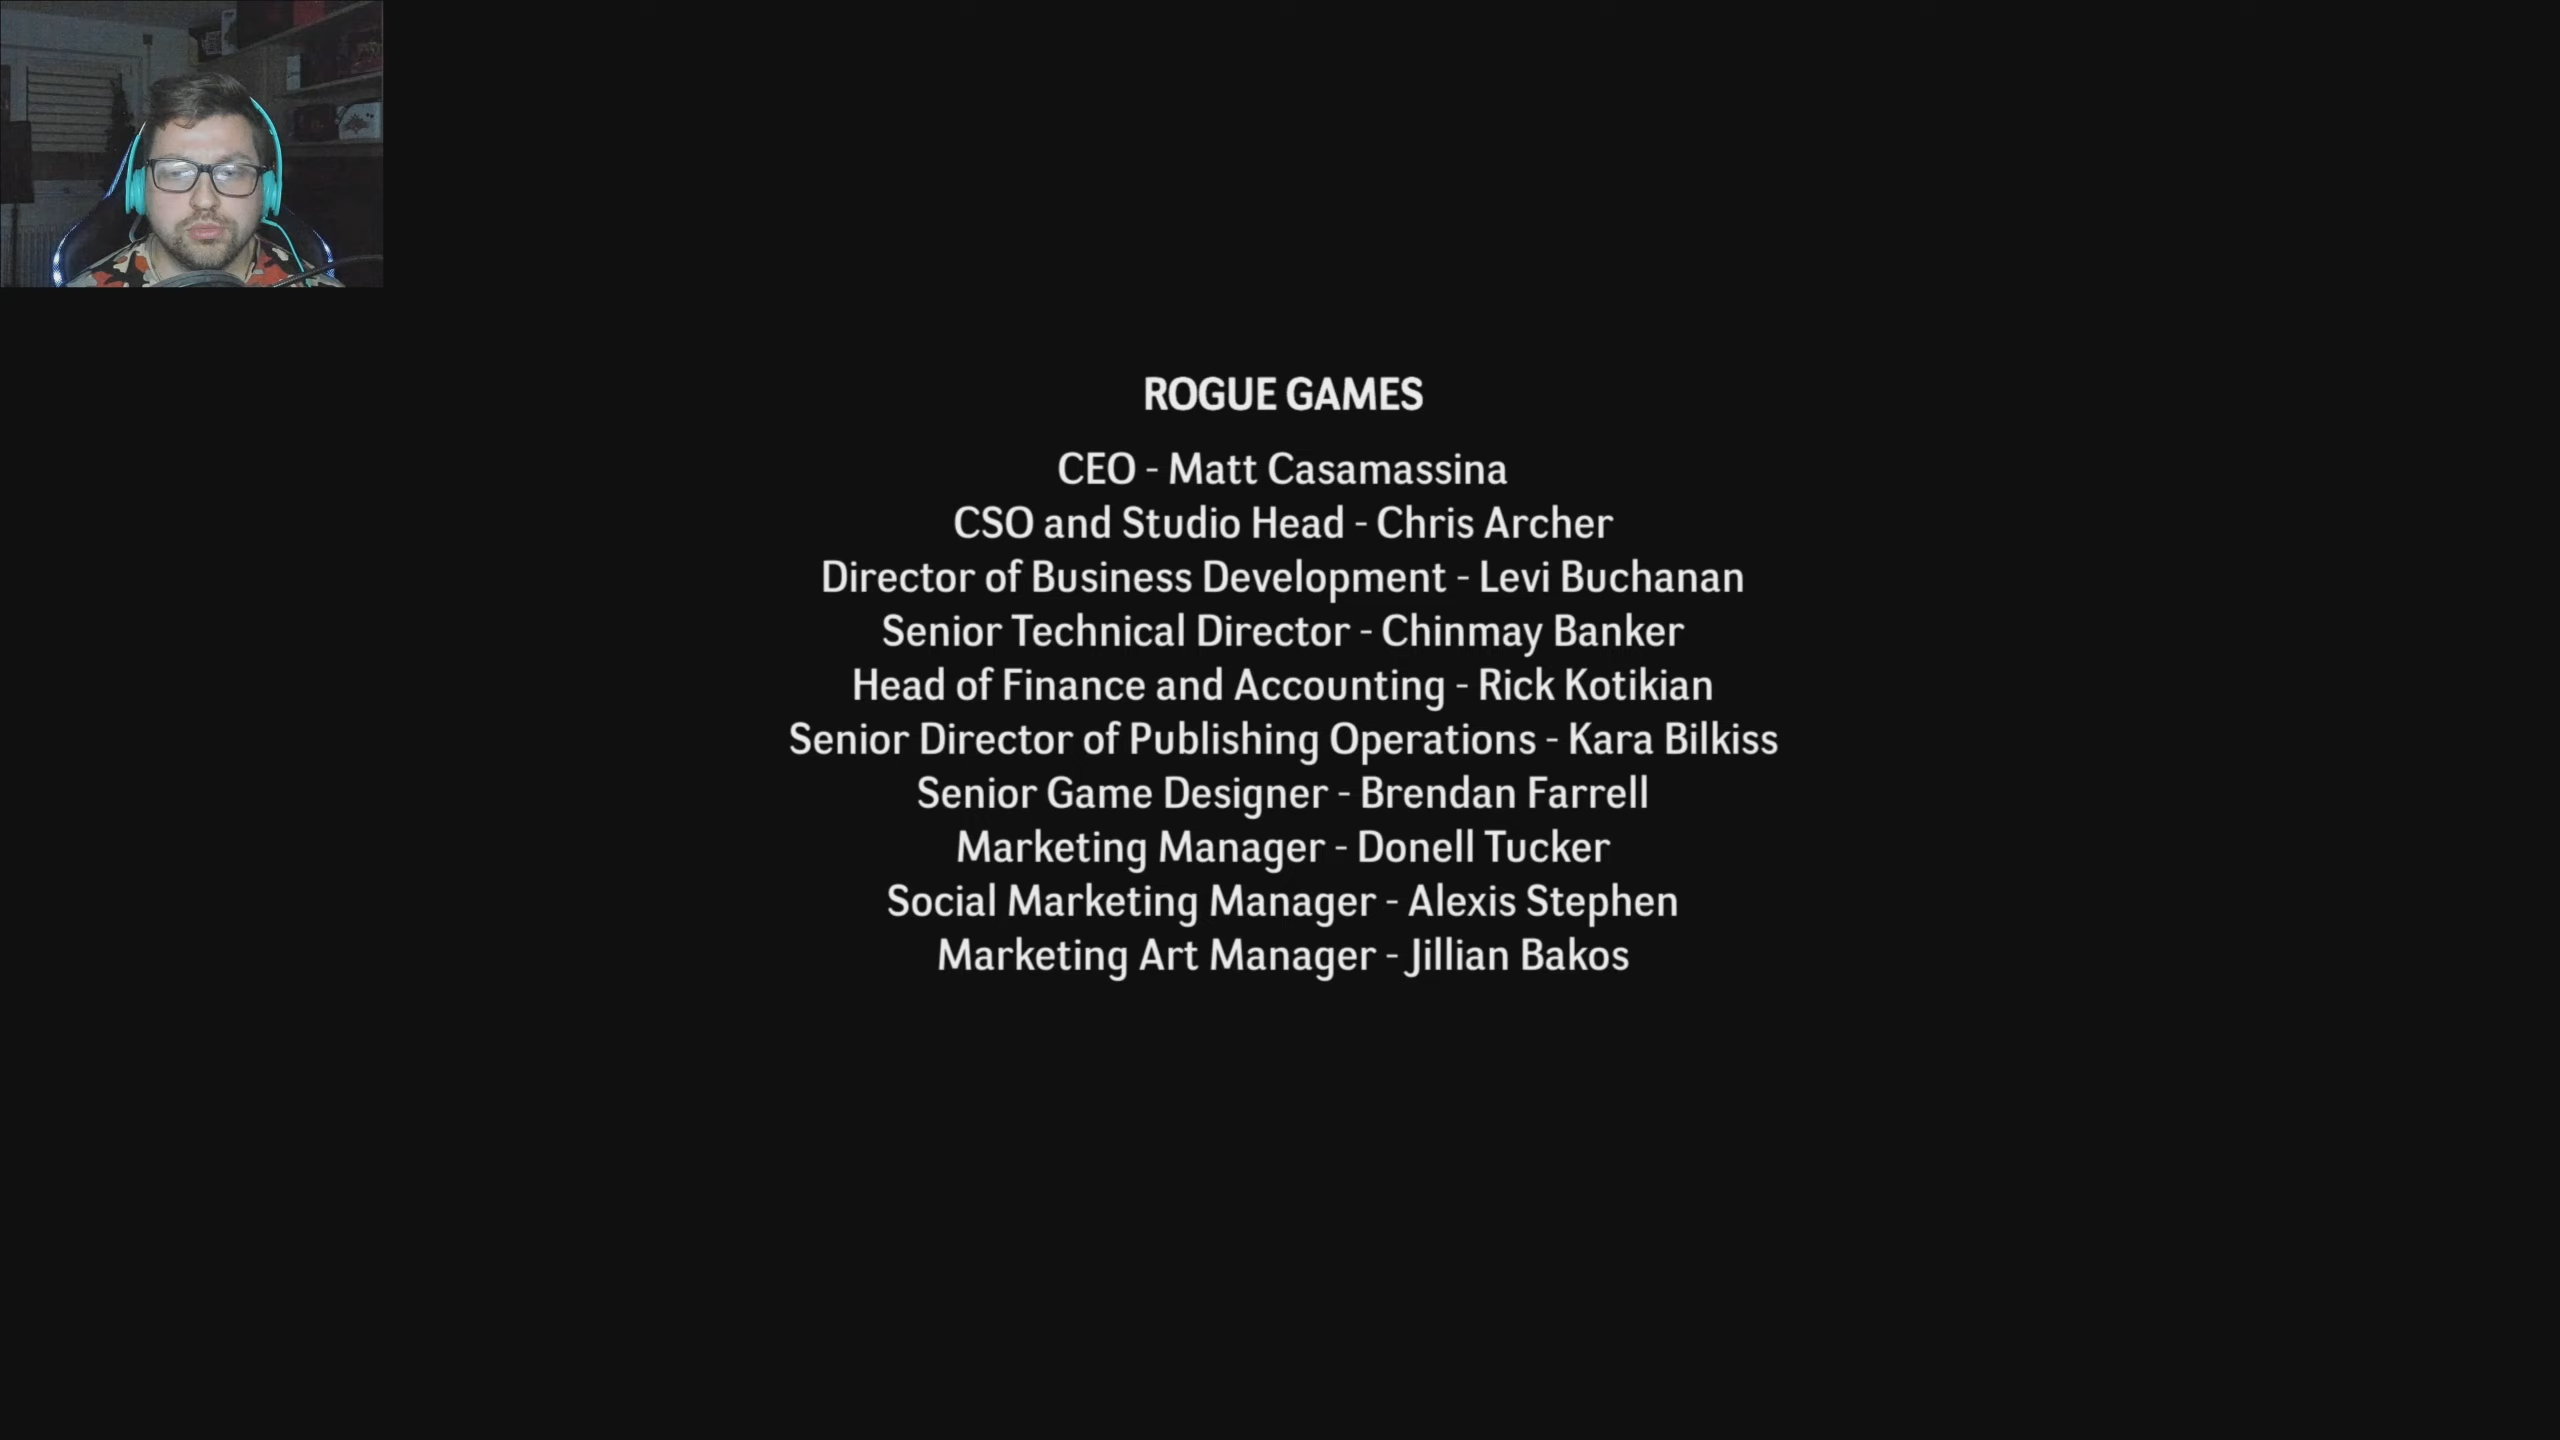 ROGUE GAMES
CEO - Matt Casamassina
CSO and Studio Head - Chris Archer
Director of Business Development - Levi Buchanan
Senior Technical Director - Chinmay Banker
Head of Finance and Accounting - Rick Kotikian
Senior Director of Publishing Operations - Kara Bilkiss
Senior Game Designer - Brendan Farrell
Marketing Manager - Donell Tucker
Social Marketing Manager - Alexis Stephen
Marketing Art Manager - Jillian Bakos